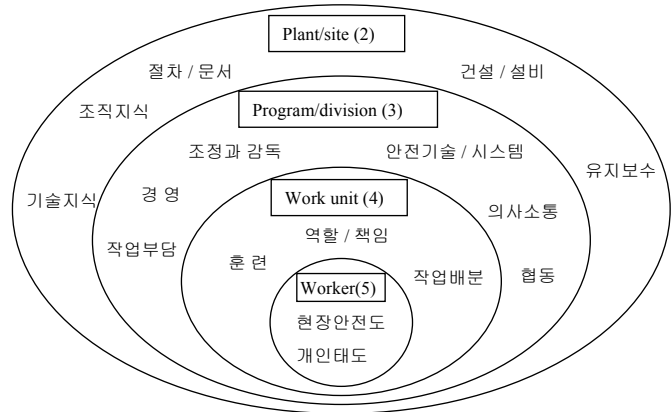 Plant/site (2)
절차 / 문서
건설 / 설비
조직지식
Program/division (3)
조정과 감독
안전기술 / 시스템
유지보수
기술지식
경 영
Work unit (4)
의사소통
작업부담
역할 / 책임
훈 련
작업배분
협동
Worker(5)
현장안전도
개인태도